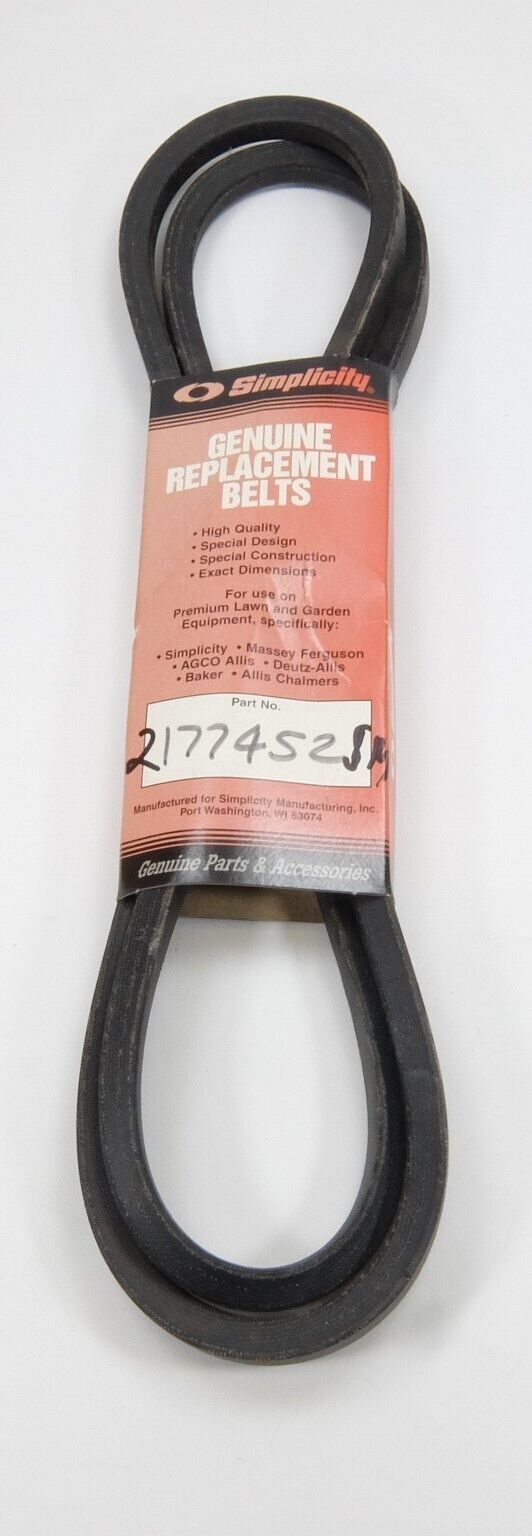 Simplicity®
GENUINE
REPLACEMENT
BELTS
• High Quality
• Special Design
• Special Construction
• Exact Dimensions
For use on
Premium Lawn and Garden
Equipment, specifically:
• Simplicity • Massey Ferguson
• AGCO Allis • Deutz-Allis
• Baker • Allis Chalmers
Part No.
2177452SM
Manufactured for Simplicity Manufacturing, Inc.
Port Washington, WI 53074
Genuine Parts & Accessories